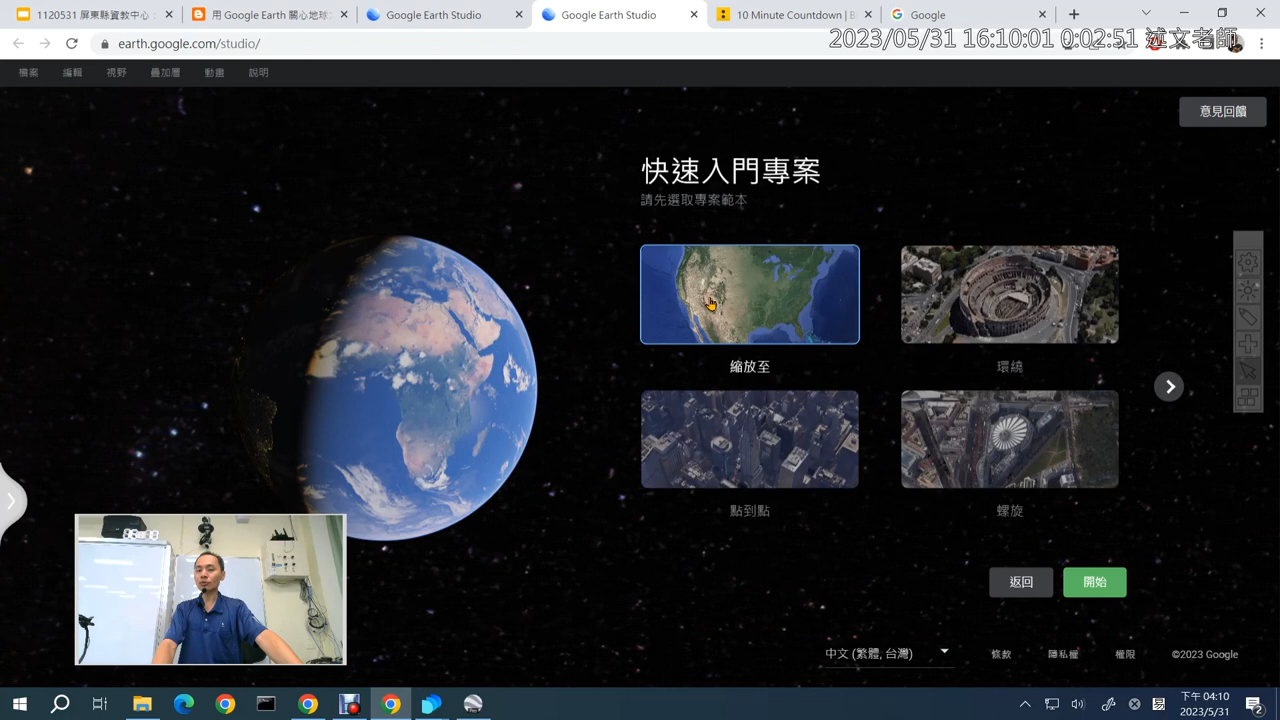 1120531 屏東縣資教中心
用 Google Earth 關心地球
Google Earth Studio
Google Earth Studio
10 Minute Countdown | B
Google
earth.google.com/studio/
2023/05/31 16:10:01 0:02:51 述文老師
檔案 編輯 視野 疊加層 動畫 說明
意見回饋
快速入門專案
請先選取專案範本
縮放至
環繞
點到點
螺旋
返回
開始
中文 (繁體, 台灣)
條款
隱私權
權限
©2023 Google
下午 04:10
2023/5/31
2